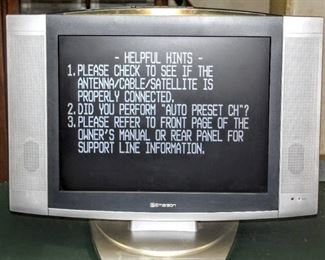 - HELPFUL HINTS -
1. PLEASE CHECK TO SEE IF THE
ANTENNA/CABLE/SATELLITE IS
PROPERLY CONNECTED.
2. DID YOU PERFORM "AUTO PRESET CH"?
3. PLEASE REFER TO FRONT PAGE OF THE
OWNER'S MANUAL OR REAR PANEL FOR
SUPPORT LINE INFORMATION.
EMERSON